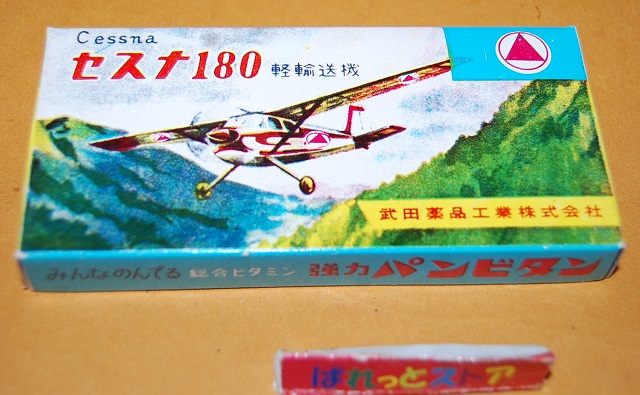 Cessna
セスナ180 軽輸送機
武田薬品工業株式会社
みんなのんでる 総合ビタミン 強力パンビタン
ぱれっとストア